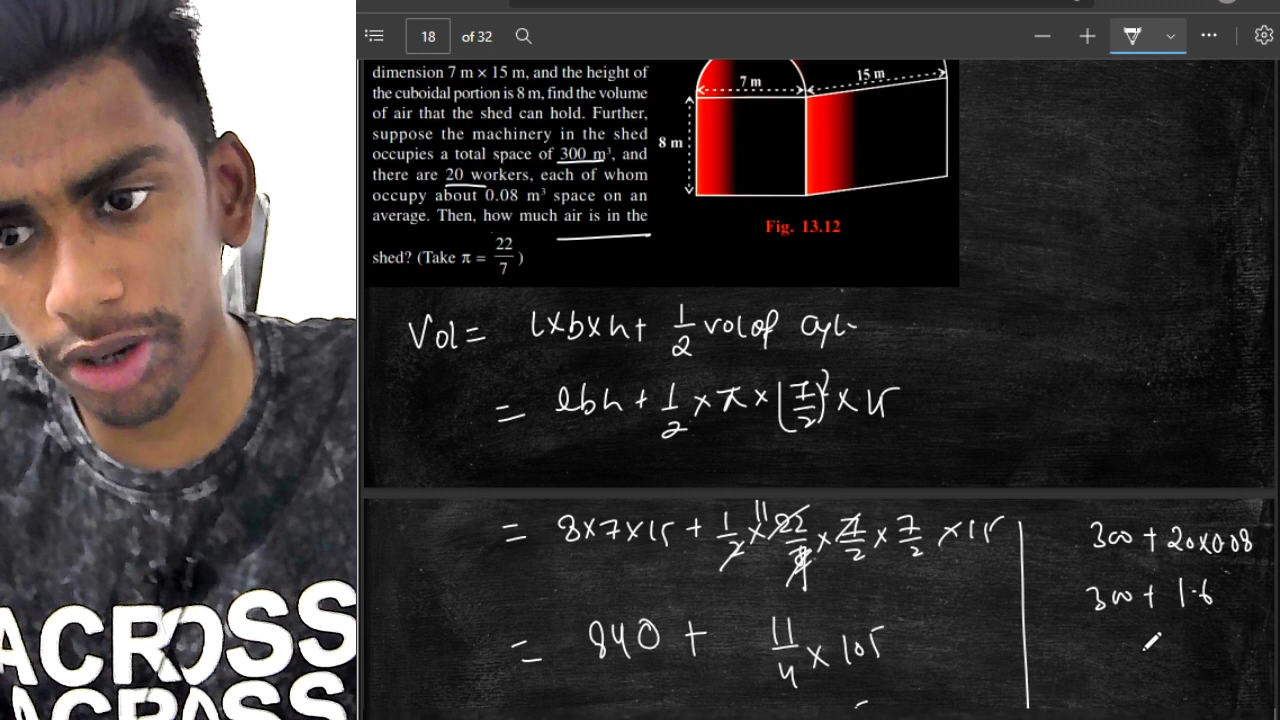 18 of 32
dimension 7 m × 15 m, and the height of
the cuboidal portion is 8 m, find the volume
of air that the shed can hold. Further,
suppose the machinery in the shed
occupies a total space of 300 m³, and
there are 20 workers, each of whom
occupy about 0.08 m³ space on an
average. Then, how much air is in the
shed? (Take π = 22/7)
7 m
15 m
8 m
Fig. 13.12
Vol = l×b×h + 1/2 vol of cyl.
= lbh + 1/2 × π × (7/2)² × 15
= 8×7×15 + 1/2 × 11 22/7 × 7/2 × 7/2 × 15
= 840 + 11/4 × 105
300 + 20×0.08
300 + 1.6
ACROSS
ACROSS